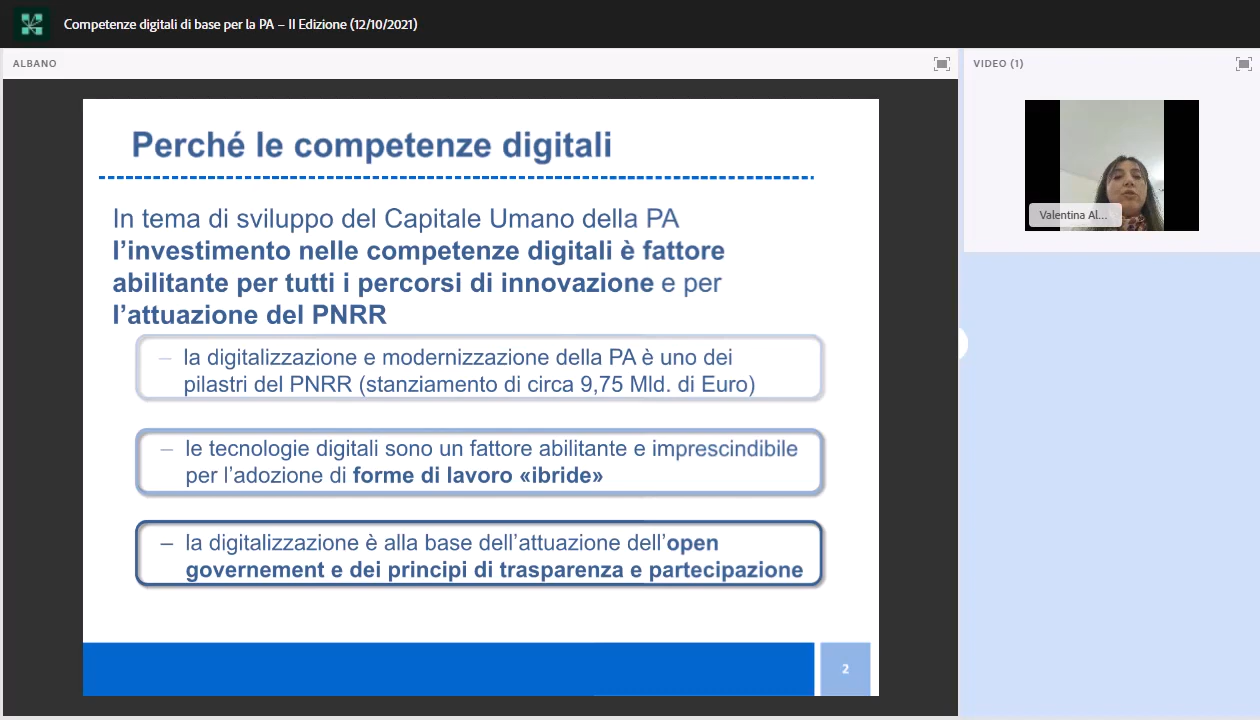 Competenze digitali di base per la PA – II Edizione (12/10/2021)
ALBANO
VIDEO (1)
Perché le competenze digitali
In tema di sviluppo del Capitale Umano della PA
l’investimento nelle competenze digitali è fattore
abilitante per tutti i percorsi di innovazione e per
l’attuazione del PNRR
– la digitalizzazione e modernizzazione della PA è uno dei
pilastri del PNRR (stanziamento di circa 9,75 Mld. di Euro)
– le tecnologie digitali sono un fattore abilitante e imprescindibile
per l’adozione di forme di lavoro «ibride»
– la digitalizzazione è alla base dell’attuazione dell’open
governement e dei principi di trasparenza e partecipazione
2
Valentina Al...